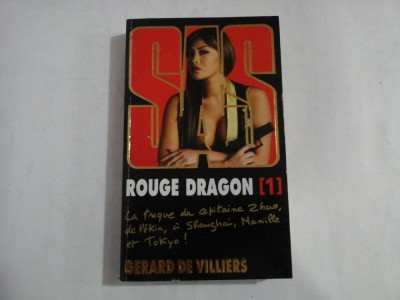 SAS
ROUGE DRAGON [1]
La traque du capitaine Zhao,
de Pékin, à Shanghai, Manille
et Tokyo !
GERARD DE VILLIERS